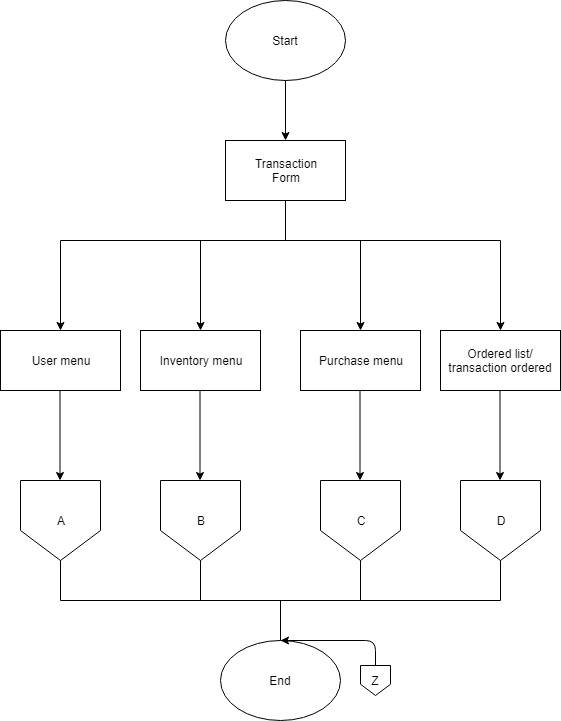 Start
Transaction
Form
User menu
Inventory menu
Purchase menu
Ordered list/
transaction ordered
A
B
C
D
End
Z